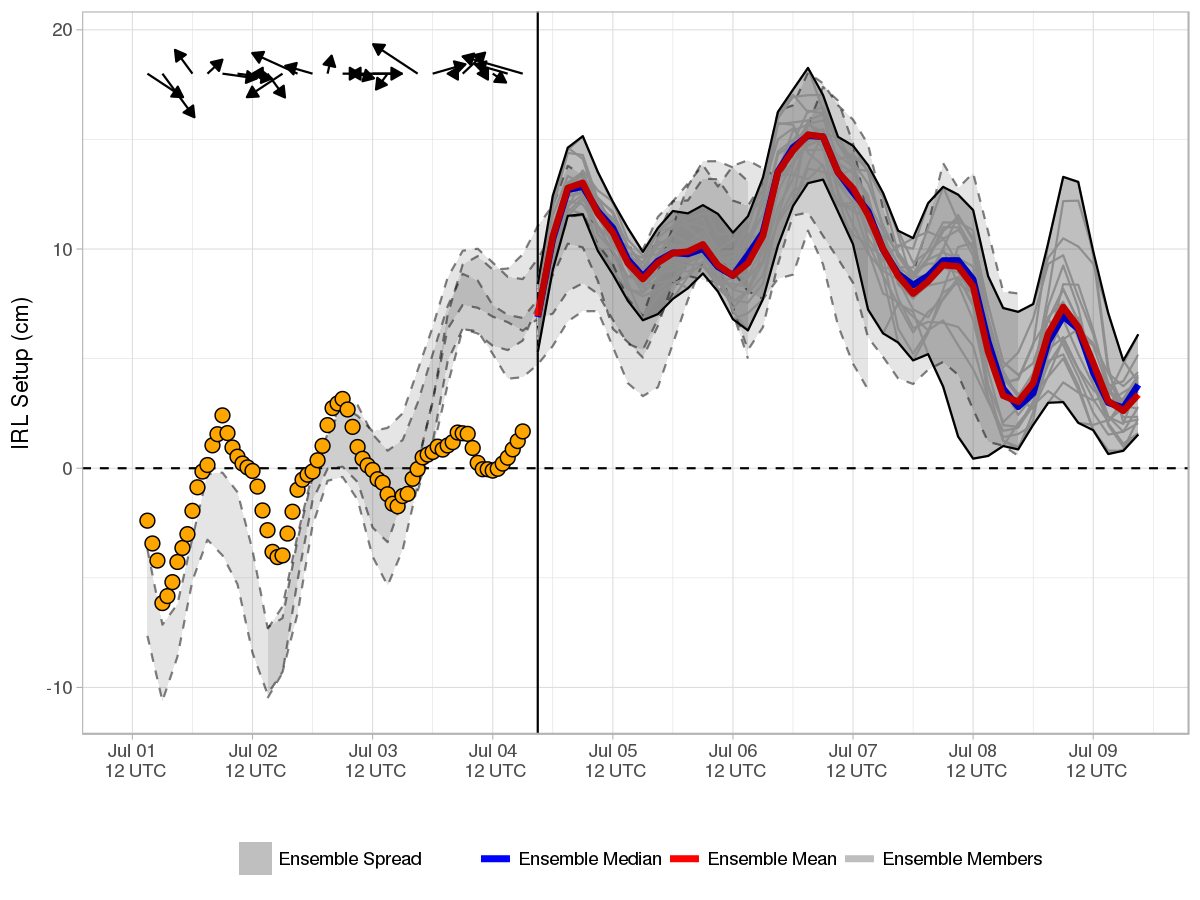 IRL Setup (cm)
20
10
0
-10
Jul 01 Jul 02 Jul 03 Jul 04 Jul 05 Jul 06 Jul 07 Jul 08 Jul 09
12 UTC 12 UTC 12 UTC 12 UTC 12 UTC 12 UTC 12 UTC 12 UTC 12 UTC
Ensemble Spread Ensemble Median Ensemble Mean Ensemble Members